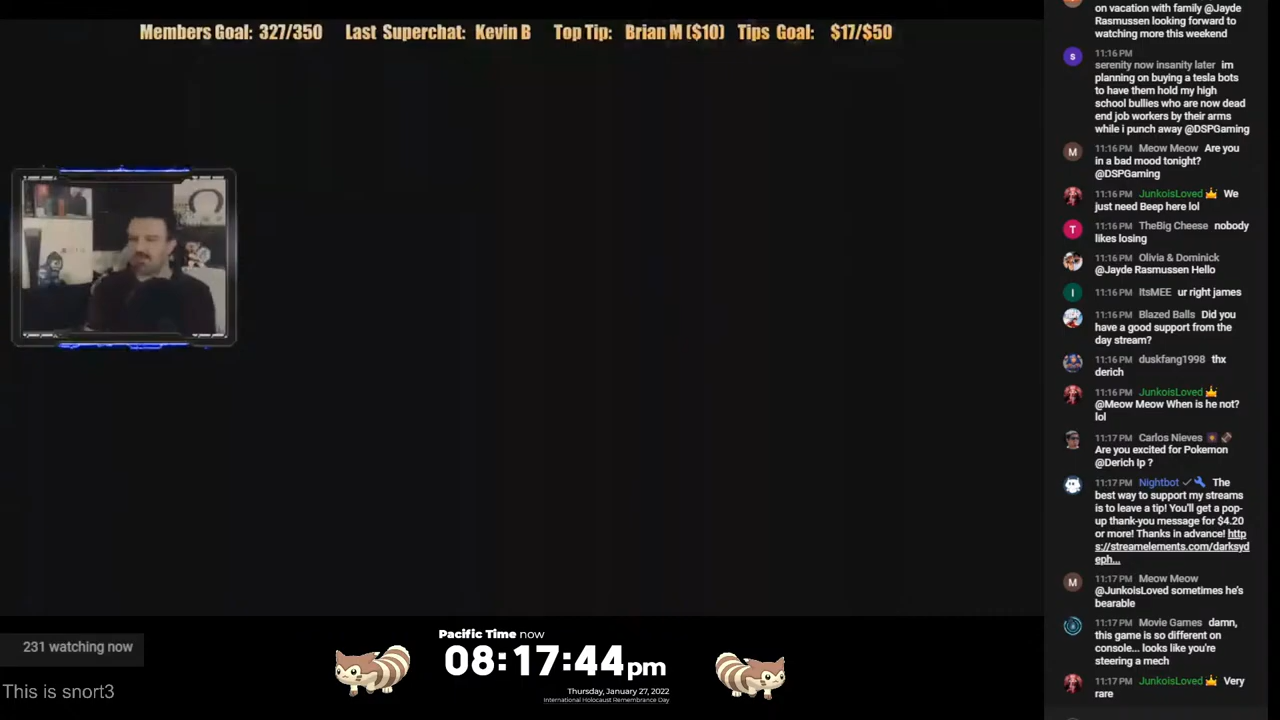 Members Goal: 327/350 Last Superchat: Kevin B Top Tip: Brian M ($10) Tips Goal: $17/$50
on vacation with family @Jayde
Rasmussen looking forward to
watching more this weekend
11:16 PM
serenity now insanity later im
planning on buying a tesla bots
to have them hold my high
school bullies who are now dead
end job workers by their arms
while i punch away @DSPGaming
11:16 PM Meow Meow Are you
in a bad mood tonight?
@DSPGaming
11:16 PM JunkoisLoved We
just need Beep here lol
11:16 PM TheBig Cheese nobody
likes losing
11:16 PM Olivia & Dominick
@Jayde Rasmussen Hello
11:16 PM ItsMEE ur right james
11:16 PM Blazed Balls Did you
have a good support from the
day stream?
11:16 PM duskfang1998 thx
derich
11:16 PM JunkoisLoved
@Meow Meow When is he not?
lol
11:17 PM Carlos Nieves
Are you excited for Pokemon
@Derich Ip ?
11:17 PM Nightbot The
best way to support my streams
is to leave a tip! You'll get a pop-
up thank-you message for $4.20
or more! Thanks in advance! http
s://streamelements.com/darksyd
eph...
11:17 PM Meow Meow
@JunkoisLoved sometimes he's
bearable
11:17 PM Movie Games damn,
this game is so different on
console... looks like you're
steering a mech
11:17 PM JunkoisLoved Very
rare
231 watching now
This is snort3
Pacific Time now
08:17:44pm
Thursday, January 27, 2022
International Holocaust Remembrance Day